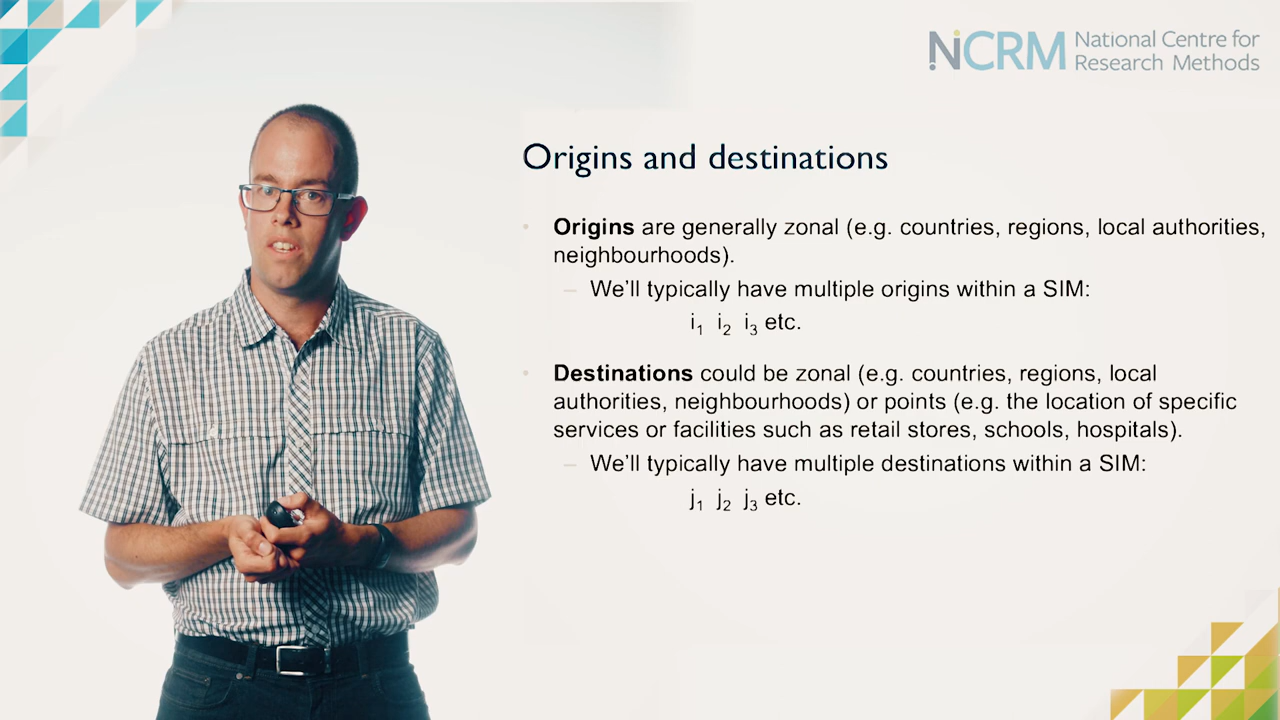 NCRM National Centre for
Research Methods
Origins and destinations
• Origins are generally zonal (e.g. countries, regions, local authorities,
neighbourhoods).
– We'll typically have multiple origins within a SIM:
i1 i2 i3 etc.
• Destinations could be zonal (e.g. countries, regions, local
authorities, neighbourhoods) or points (e.g. the location of specific
services or facilities such as retail stores, schools, hospitals).
– We'll typically have multiple destinations within a SIM:
j1 j2 j3 etc.